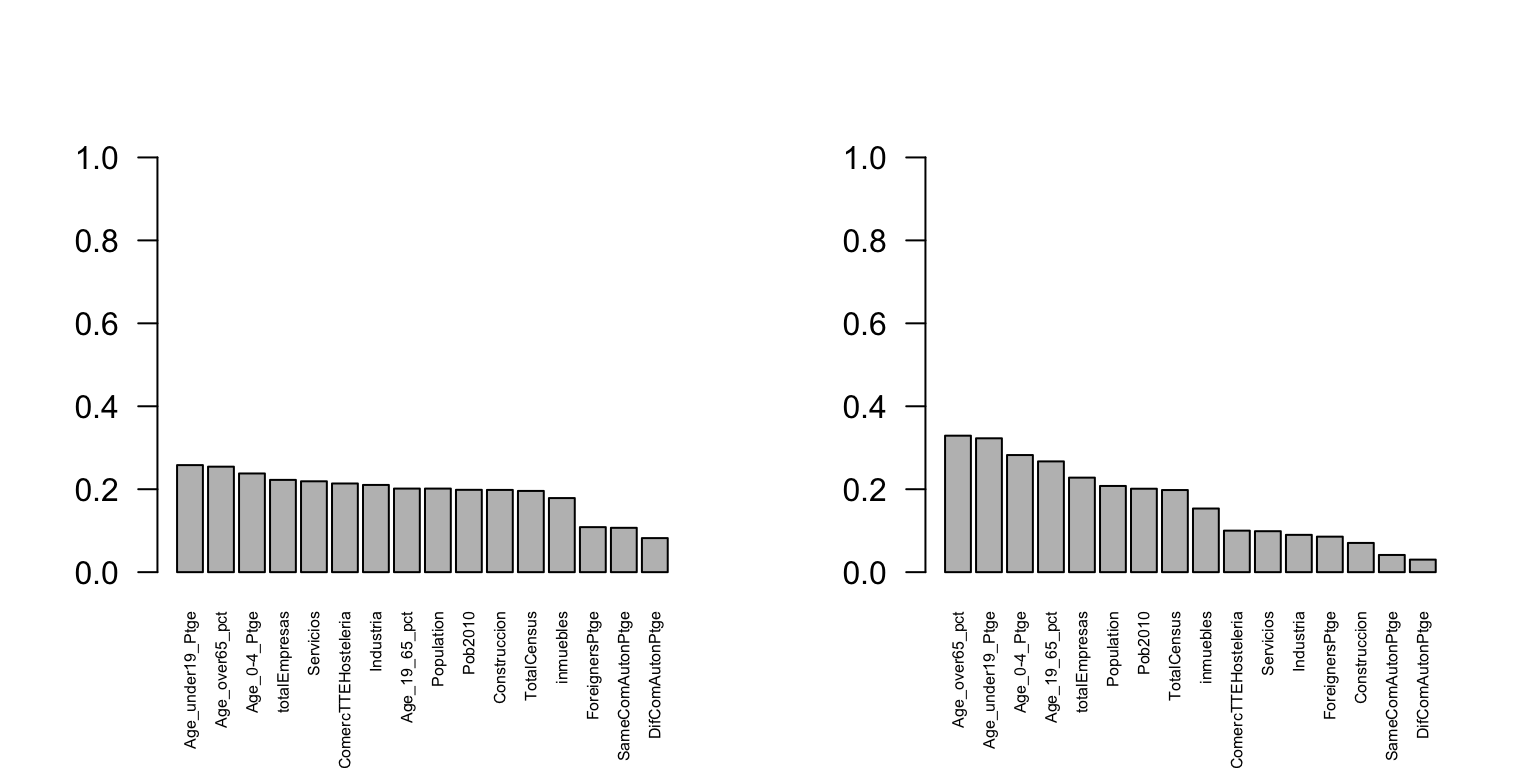 1.0
0.8
0.6
0.4
0.2
0.0
Age_under19_Ptge
Age_over65_pct
Age_0-4_Ptge
totalEmpresas
Servicios
ComercTTEHosteleria
Industria
Age_19_65_pct
Population
Pob2010
Construccion
TotalCensus
inmuebles
ForeignersPtge
SameComAutonPtge
DifComAutonPtge
1.0
0.8
0.6
0.4
0.2
0.0
Age_over65_pct
Age_under19_Ptge
Age_0-4_Ptge
Age_19_65_pct
totalEmpresas
Population
Pob2010
TotalCensus
inmuebles
ComercTTEHosteleria
Servicios
Industria
ForeignersPtge
Construccion
SameComAutonPtge
DifComAutonPtge